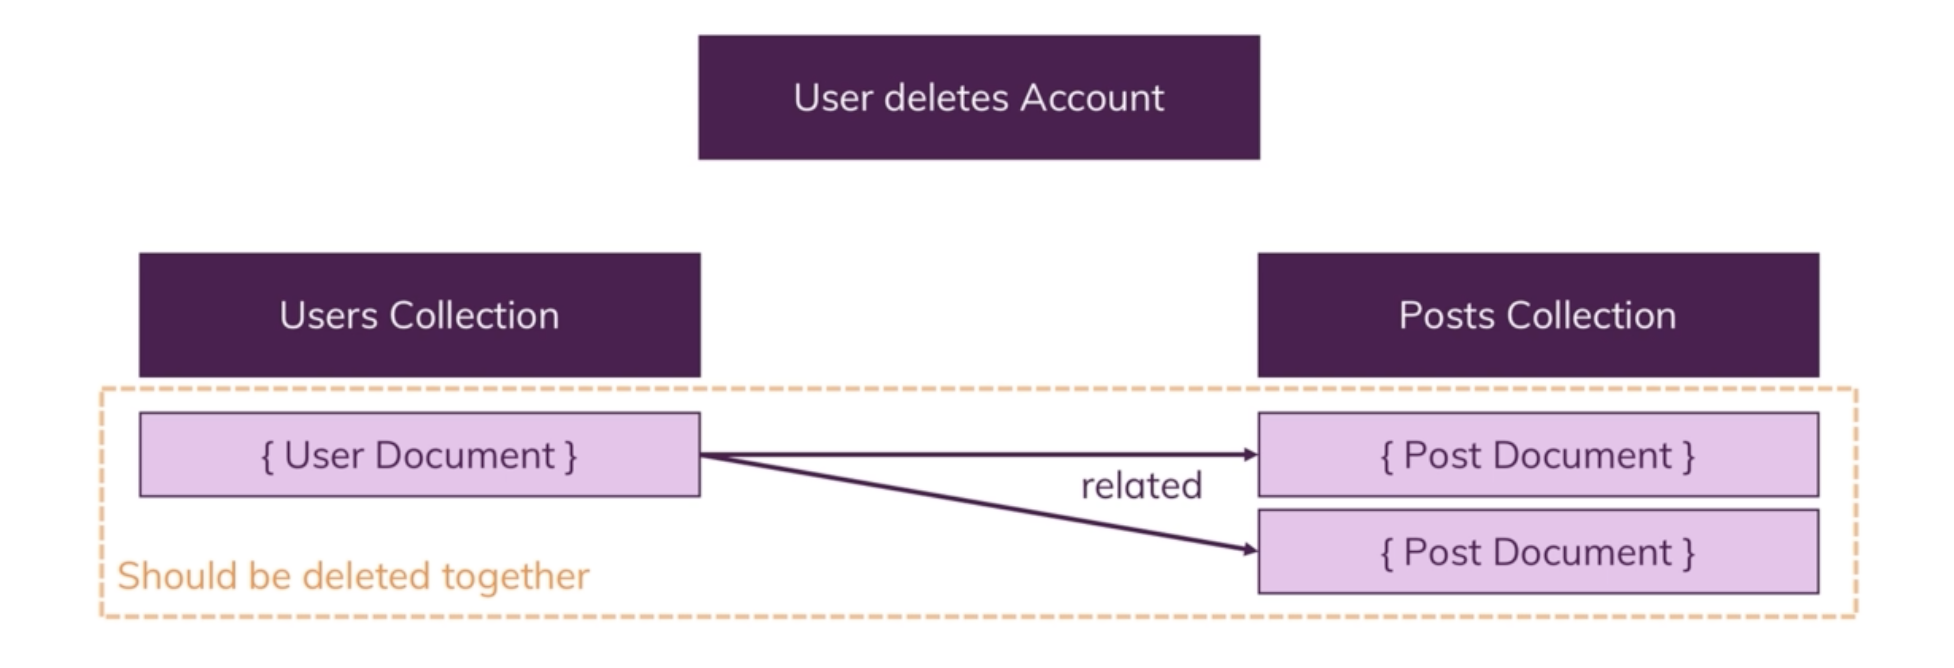 User deletes Account
Users Collection
Posts Collection
{ User Document }
{ Post Document }
related
{ Post Document }
Should be deleted together